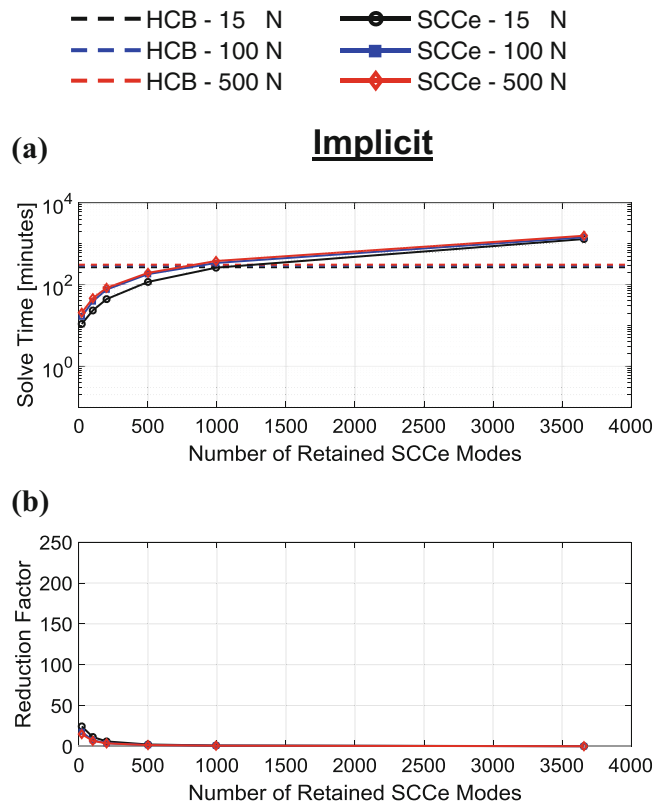 HCB - 15 N
SCCe - 15 N
HCB - 100 N
SCCe - 100 N
HCB - 500 N
SCCe - 500 N
(a)
Implicit
Solve Time [minutes]
10^4
10^2
10^0
0 500 1000 1500 2000 2500 3000 3500 4000
Number of Retained SCCe Modes
(b)
Reduction Factor
250
200
150
100
50
0
0 500 1000 1500 2000 2500 3000 3500 4000
Number of Retained SCCe Modes